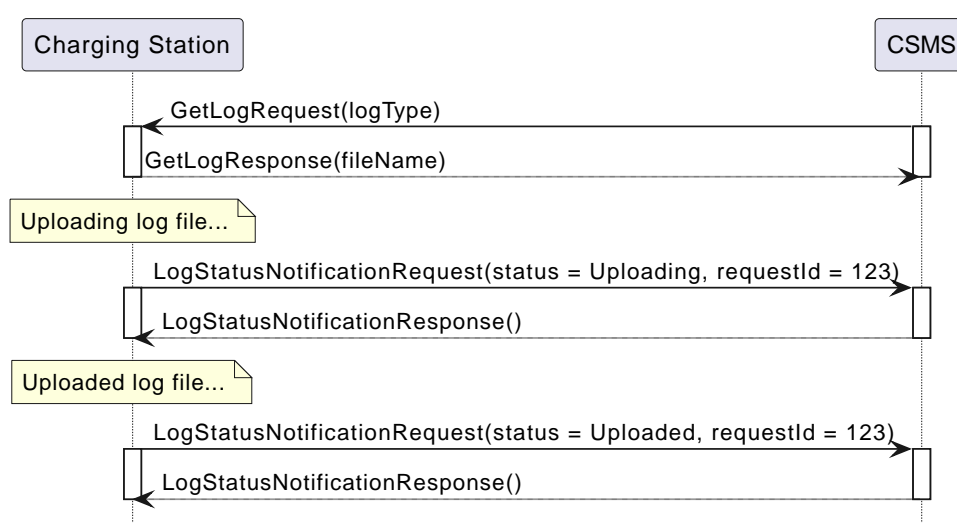 Charging Station
CSMS
GetLogRequest(logType)
GetLogResponse(fileName)
Uploading log file...
LogStatusNotificationRequest(status = Uploading, requestId = 123)
LogStatusNotificationResponse()
Uploaded log file...
LogStatusNotificationRequest(status = Uploaded, requestId = 123)
LogStatusNotificationResponse()